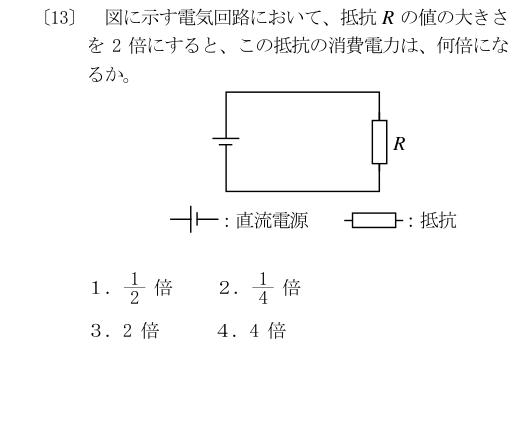 〔13〕 図に示す電気回路において、抵抗 R の値の大きさ
を 2 倍にすると、この抵抗の消費電力は、何倍にな
るか。
R
：直流電源 ：抵抗
1． 1/2 倍 2． 1/4 倍
3．2 倍 4．4 倍